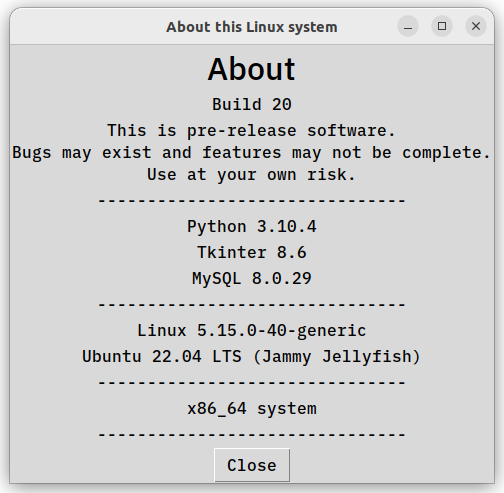 About this Linux system
About
Build 20
This is pre-release software.
Bugs may exist and features may not be complete.
Use at your own risk.
-------------------------------
Python 3.10.4
Tkinter 8.6
MySQL 8.0.29
-------------------------------
Linux 5.15.0-40-generic
Ubuntu 22.04 LTS (Jammy Jellyfish)
-------------------------------
x86_64 system
-------------------------------
Close